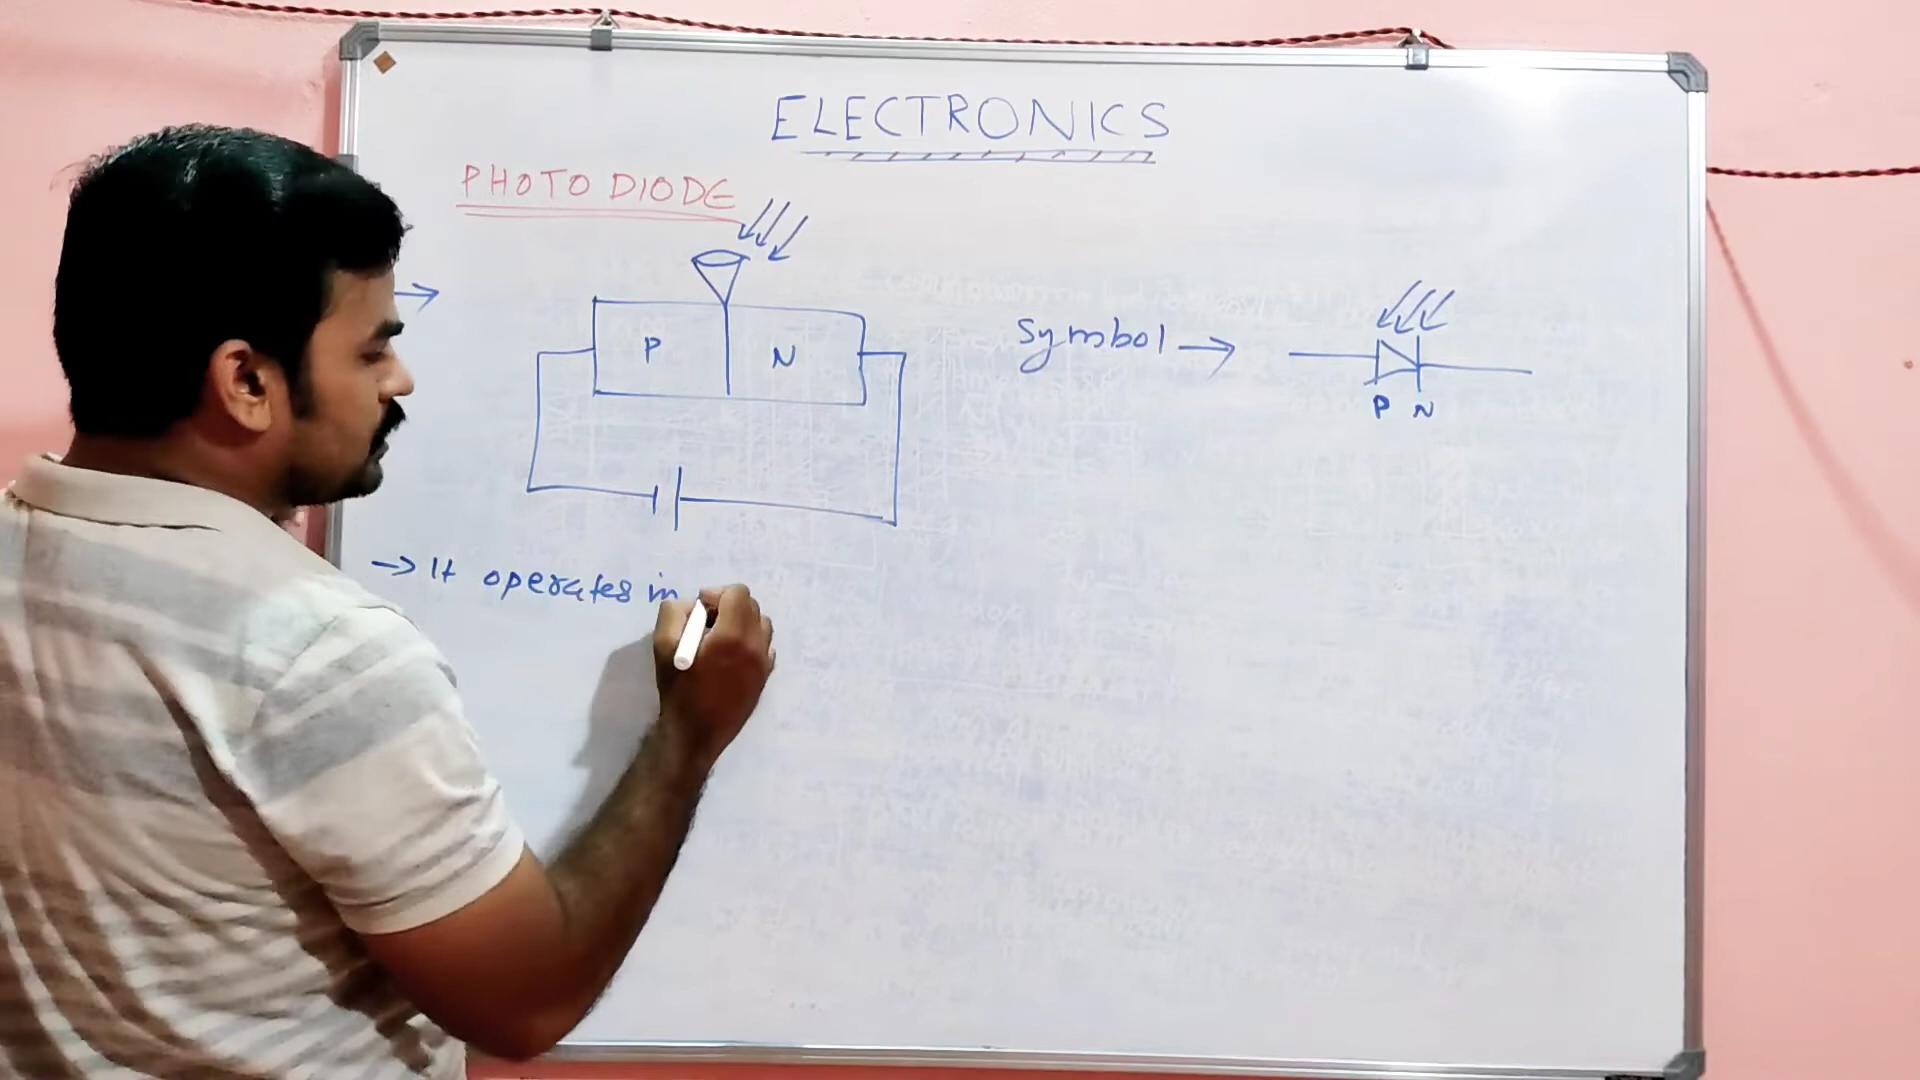 ELECTRONICS
PHOTO DIODE
P N
Symbol →
P N
→ It operates in